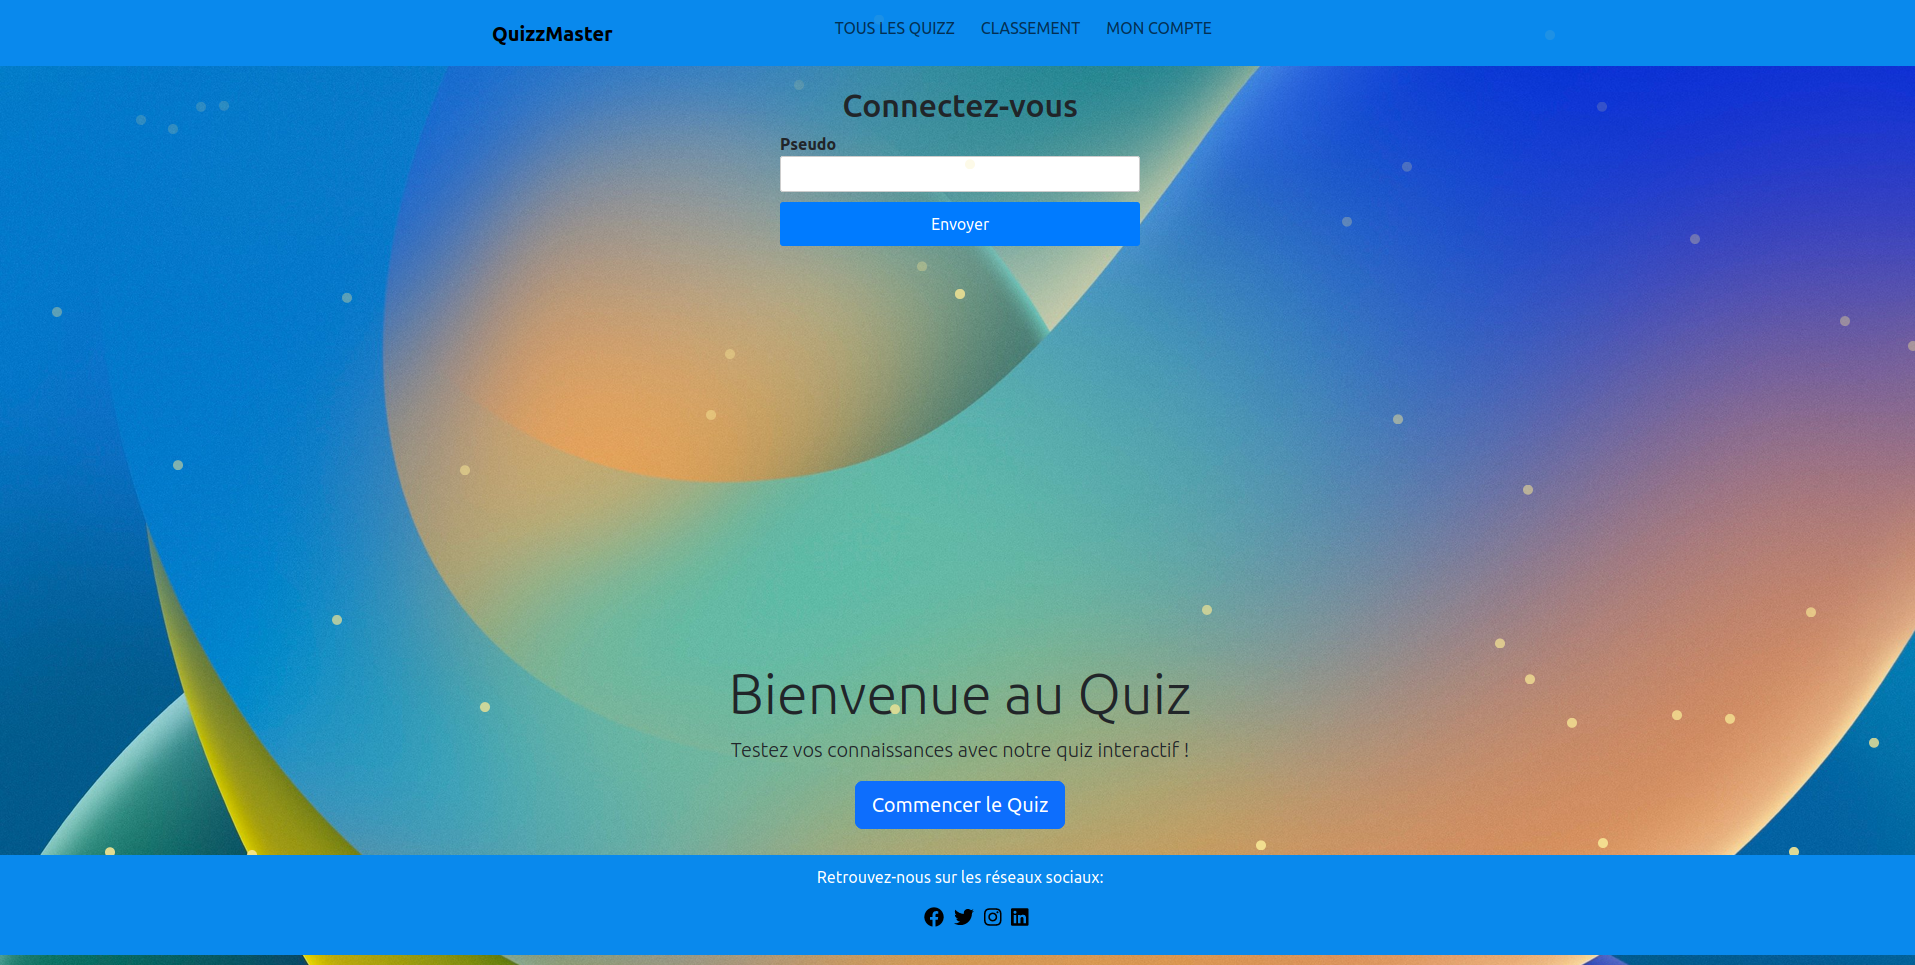 QuizzMaster
TOUS LES QUIZZ CLASSEMENT MON COMPTE
Connectez-vous
Pseudo
Envoyer
Bienvenue au Quiz
Testez vos connaissances avec notre quiz interactif !
Commencer le Quiz
Retrouvez-nous sur les réseaux sociaux: